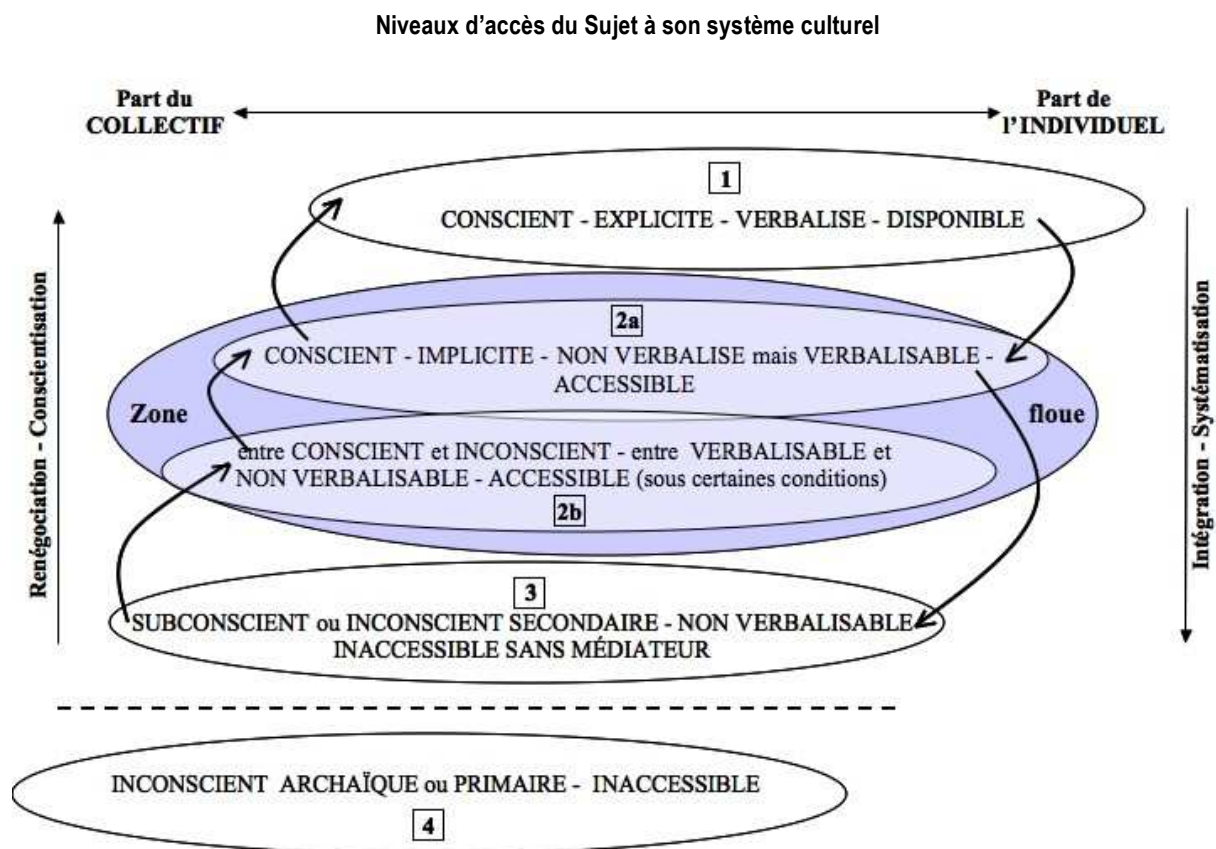 Niveaux d’accès du Sujet à son système culturel
Part du
COLLECTIF
Part de
l’INDIVIDUEL
1
CONSCIENT - EXPLICITE - VERBALISE - DISPONIBLE
Renégociation - Conscientisation
Intégration - Systématisation
2a
CONSCIENT - IMPLICITE - NON VERBALISE mais VERBALISABLE -
ACCESSIBLE
Zone
floue
entre CONSCIENT et INCONSCIENT - entre VERBALISABLE et
NON VERBALISABLE - ACCESSIBLE (sous certaines conditions)
2b
3
SUBCONSCIENT ou INCONSCIENT SECONDAIRE - NON VERBALISABLE
INACCESSIBLE SANS MÉDIATEUR
INCONSCIENT ARCHAÏQUE ou PRIMAIRE - INACCESSIBLE
4